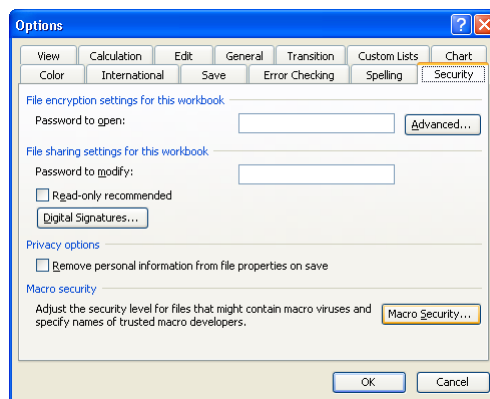 Options
View Calculation Edit General Transition Custom Lists Chart
Color International Save Error Checking Spelling Security
File encryption settings for this workbook
Password to open: Advanced...
File sharing settings for this workbook
Password to modify:
Read-only recommended
Digital Signatures...
Privacy options
Remove personal information from file properties on save
Macro security
Adjust the security level for files that might contain macro viruses and
specify names of trusted macro developers.
Macro Security...
OK Cancel